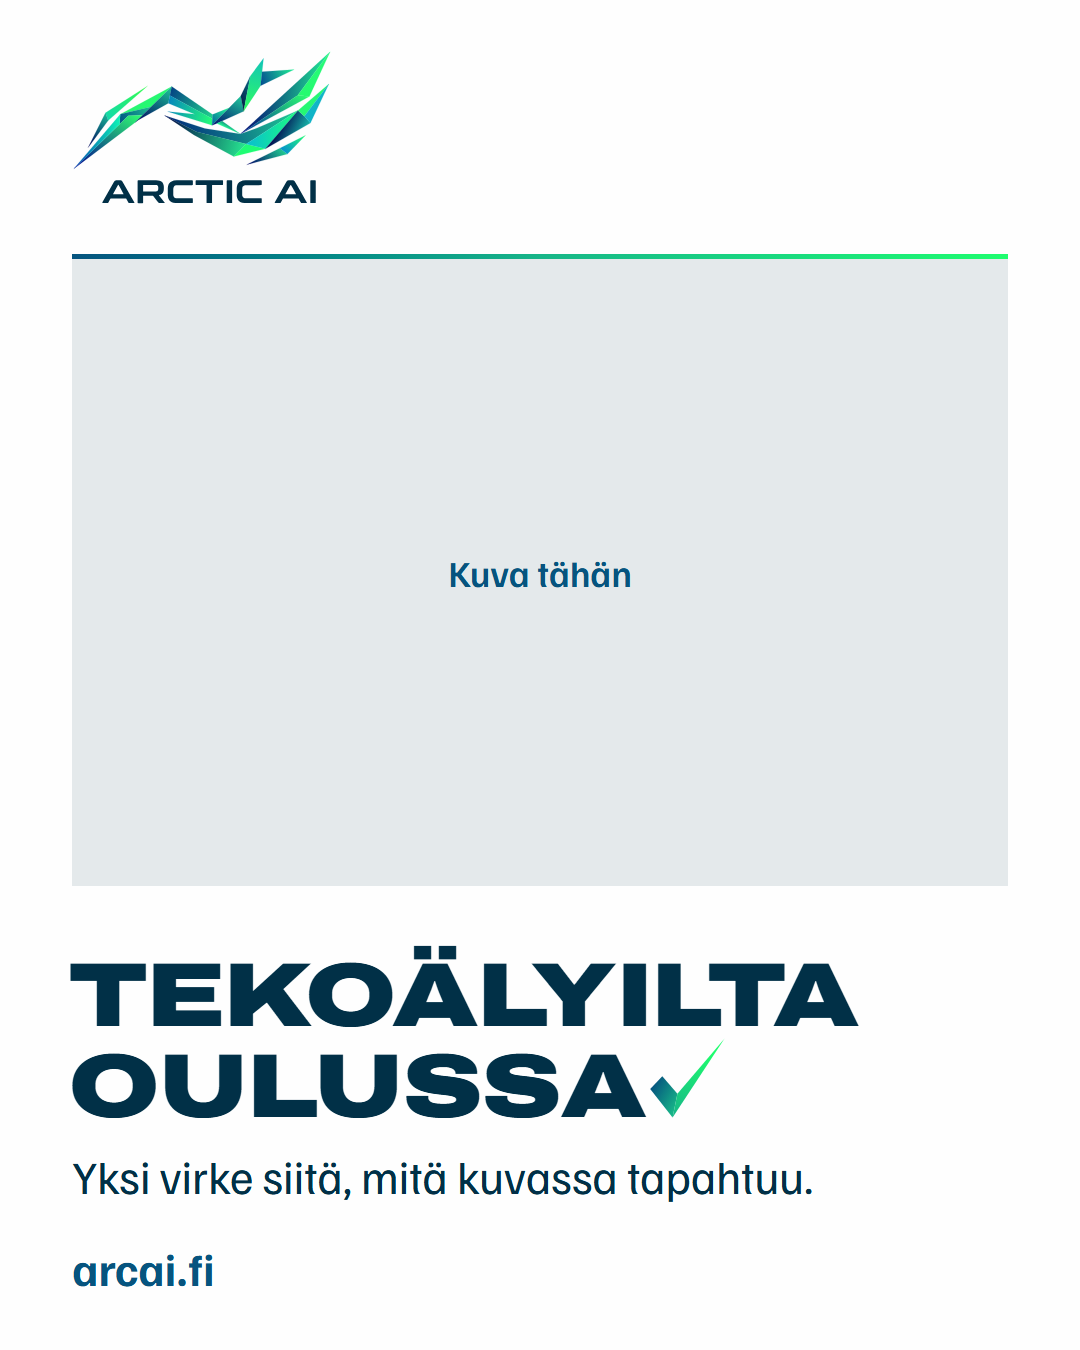 ARCTIC AI
Kuva tähän
TEKOÄLYILTA
OULUSSA
Yksi virke siitä, mitä kuvassa tapahtuu.
arcai.fi